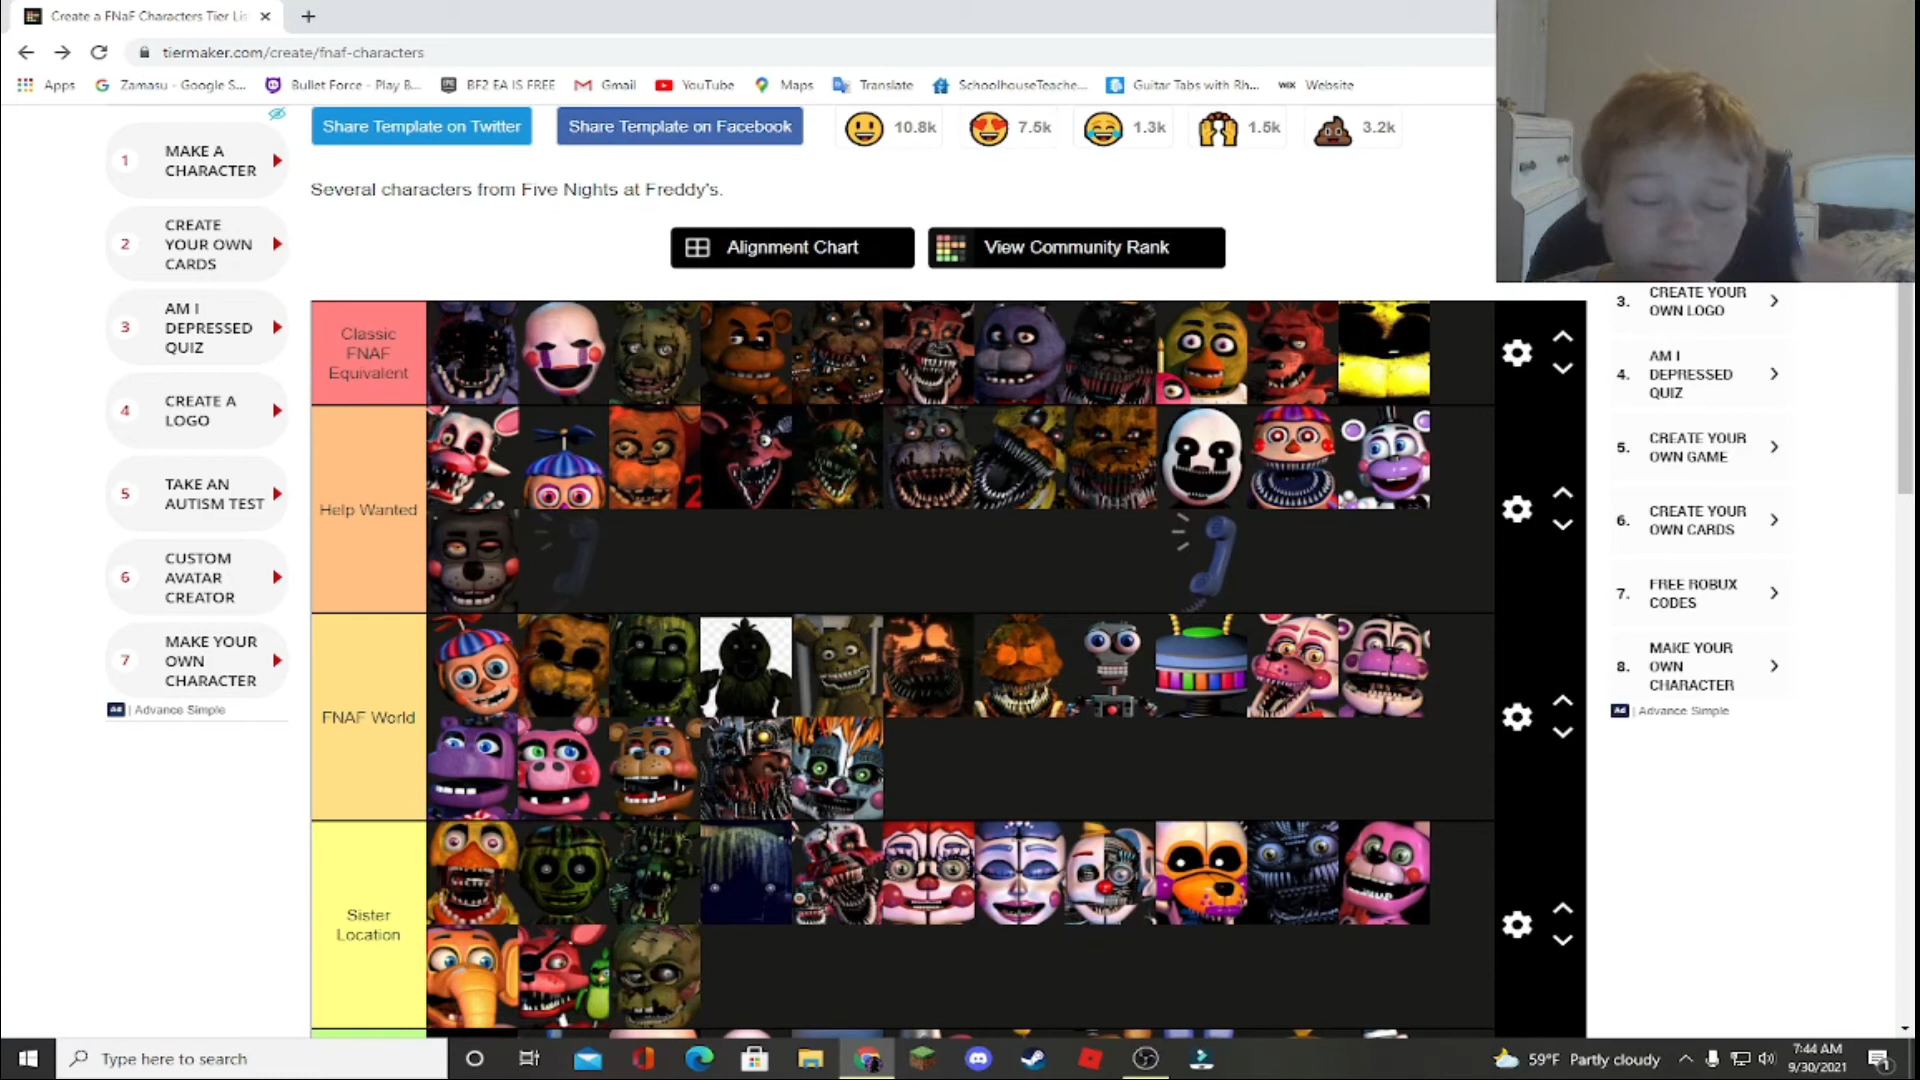 Create a FNaF Characters Tier Lis
tiermaker.com/create/fnaf-characters
Apps Zamasu - Google S... Bullet Force - Play B... BF2 EA IS FREE Gmail YouTube Maps Translate SchoolhouseTeache... Guitar Tabs with Rh... WIX Website
Share Template on Twitter Share Template on Facebook 10.8k 7.5k 1.3k 1.5k 3.2k
Several characters from Five Nights at Freddy's.
Alignment Chart View Community Rank
1 MAKE A
CHARACTER
2 CREATE
YOUR OWN
CARDS
3 AM I
DEPRESSED
QUIZ
4 CREATE A
LOGO
5 TAKE AN
AUTISM TEST
6 CUSTOM
AVATAR
CREATOR
7 MAKE YOUR
OWN
CHARACTER
Ad | Advance Simple
Classic
FNAF
Equivalent
Help Wanted
FNAF World
Sister
Location
3. CREATE YOUR
OWN LOGO
4. AM I
DEPRESSED
QUIZ
5. CREATE YOUR
OWN GAME
6. CREATE YOUR
OWN CARDS
7. FREE ROBUX
CODES
8. MAKE YOUR
OWN
CHARACTER
Ad | Advance Simple
Type here to search
59°F Partly cloudy
7:44 AM
9/30/2021